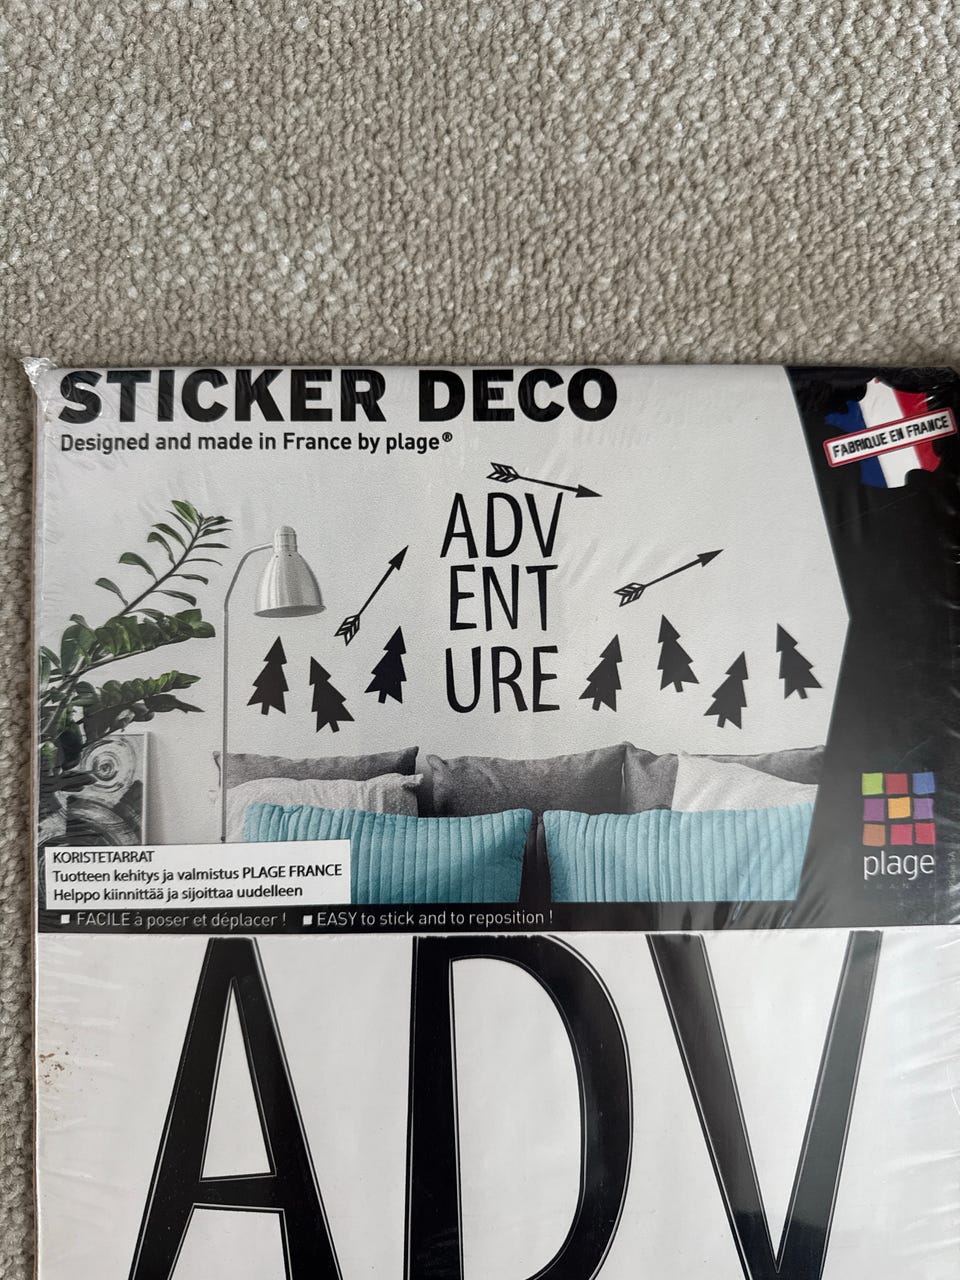 STICKER DECO
Designed and made in France by plage®
FABRIQUE EN FRANCE
ADV
ENT
URE
plage
FRANCE
KORISTETARRAT
Tuotteen kehitys ja valmistus PLAGE FRANCE
Helppo kiinnittää ja sijoittaa uudelleen
FACILE à poser et déplacer ! EASY to stick and to reposition !
ADV